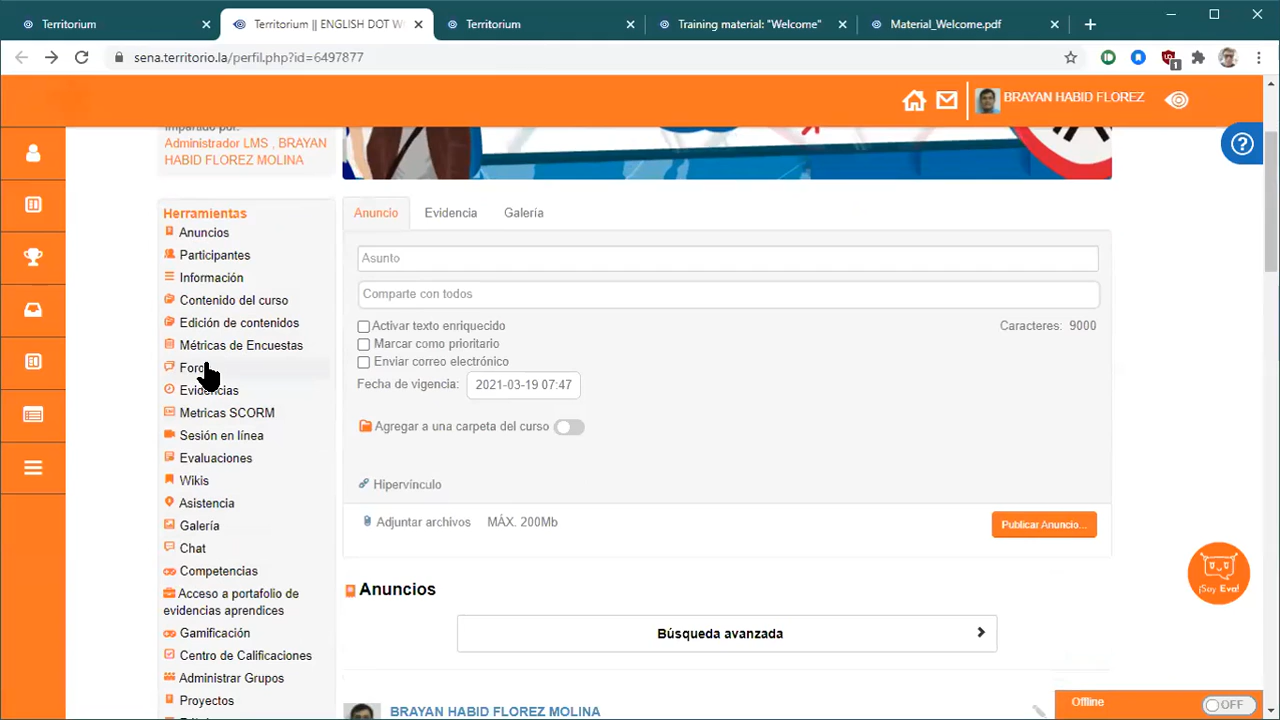 Territorium
Territorium || ENGLISH DOT W
Territorium
Training material: "Welcome"
Material_Welcome.pdf
sena.territorio.la/perfil.php?id=6497877
1
BRAYAN HABID FLOREZ
Impartido por:
Administrador LMS , BRAYAN
HABID FLOREZ MOLINA
Herramientas
Anuncios
Participantes
Información
Contenido del curso
Edición de contenidos
Métricas de Encuestas
Evidencias
Metricas SCORM
Sesión en línea
Evaluaciones
Wikis
Asistencia
Galería
Chat
Competencias
Acceso a portafolio de
evidencias aprendices
Gamificación
Centro de Calificaciones
Administrar Grupos
Proyectos
Anuncio Evidencia Galería
Asunto
Comparte con todos
Activar texto enriquecido
Caracteres: 9000
Marcar como prioritario
Enviar correo electrónico
Fecha de vigencia: 2021-03-19 07:47
Agregar a una carpeta del curso
Hipervínculo
Adjuntar archivos MÁX. 200Mb
Publicar Anuncio...
Anuncios
Búsqueda avanzada
BRAYAN HABID FLOREZ MOLINA
¡Soy Eva!
Offline
OFF